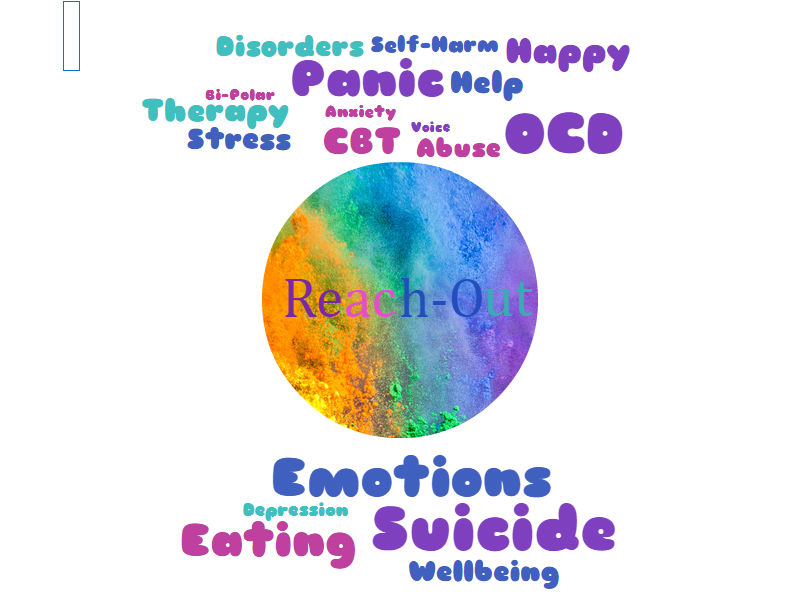 Disorders Self-Harm Happy
Panic Help
Bi-Polar
Therapy Anxiety
Stress CBT Voice Abuse OCD
Reach-Out
Emotions
Depression
Eating Suicide
Wellbeing